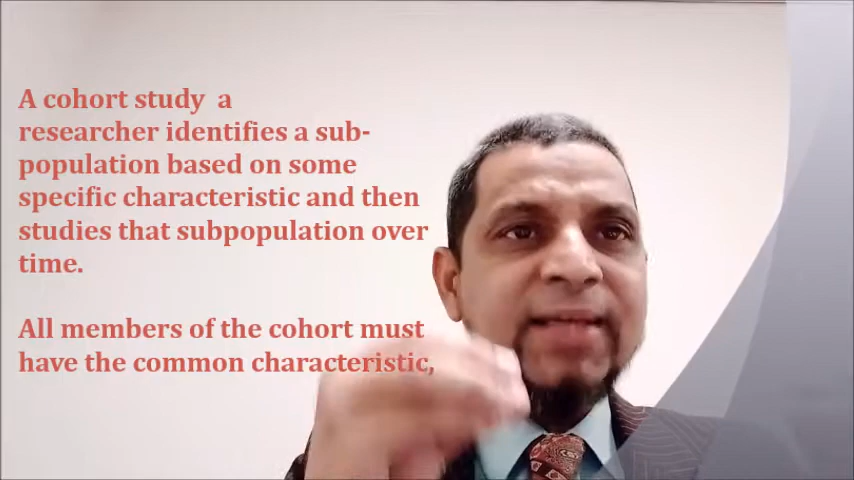 A cohort study  a
researcher identifies a sub-
population based on some
specific characteristic and then
studies that subpopulation over
time.
All members of the cohort must
have the common characteristic,